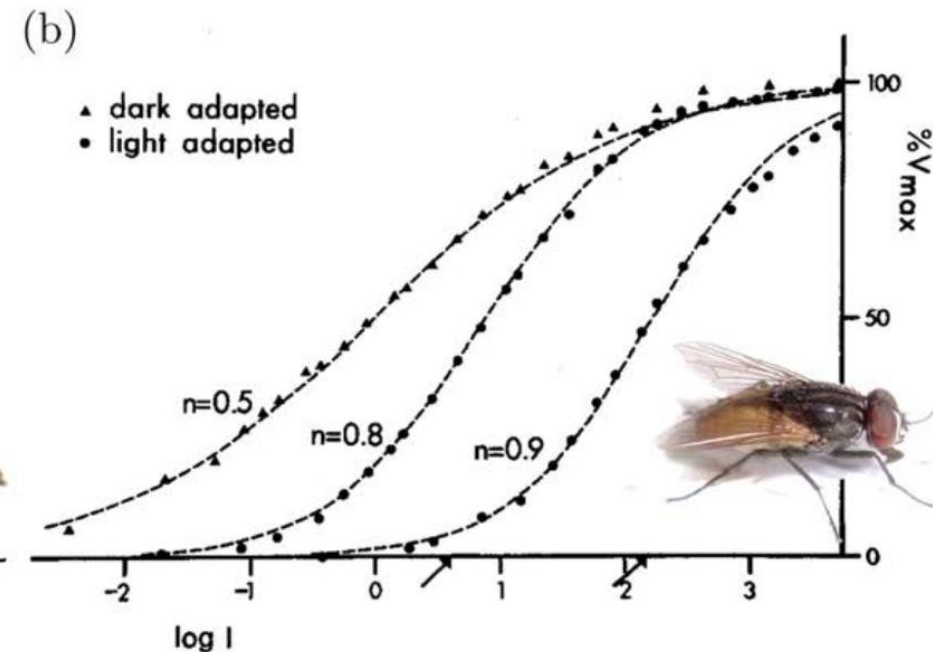 (b)
dark adapted
light adapted
100
%Vmax
50
n=0.5
n=0.8
n=0.9
0
-2 -1 0 1 2 3
log I